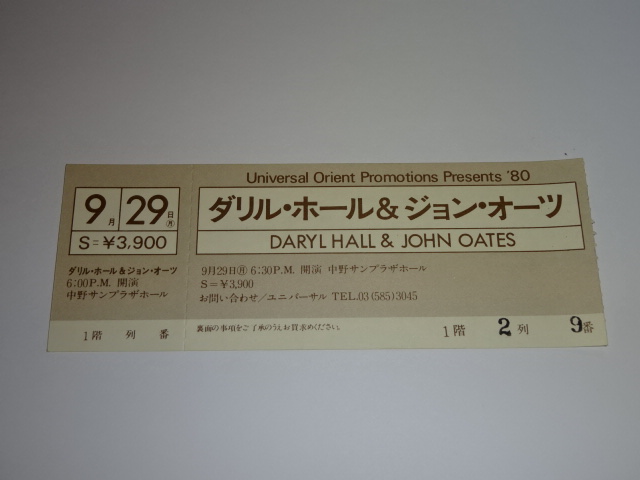 Universal Orient Promotions Presents '80
9月 29日(月)
S=¥3,900
ダリル・ホール&ジョン・オーツ
DARYL HALL & JOHN OATES
ダリル・ホール&ジョン・オーツ
6:00P.M. 開演
中野サンプラザホール
9月29日(月) 6:30P.M. 開演 中野サンプラザホール
S=¥3,900
お問い合わせ/ユニバーサル TEL.03(585)3045
1階 列 番
裏面の事項をご了承のうえお買求めください。
1階 2列 9番